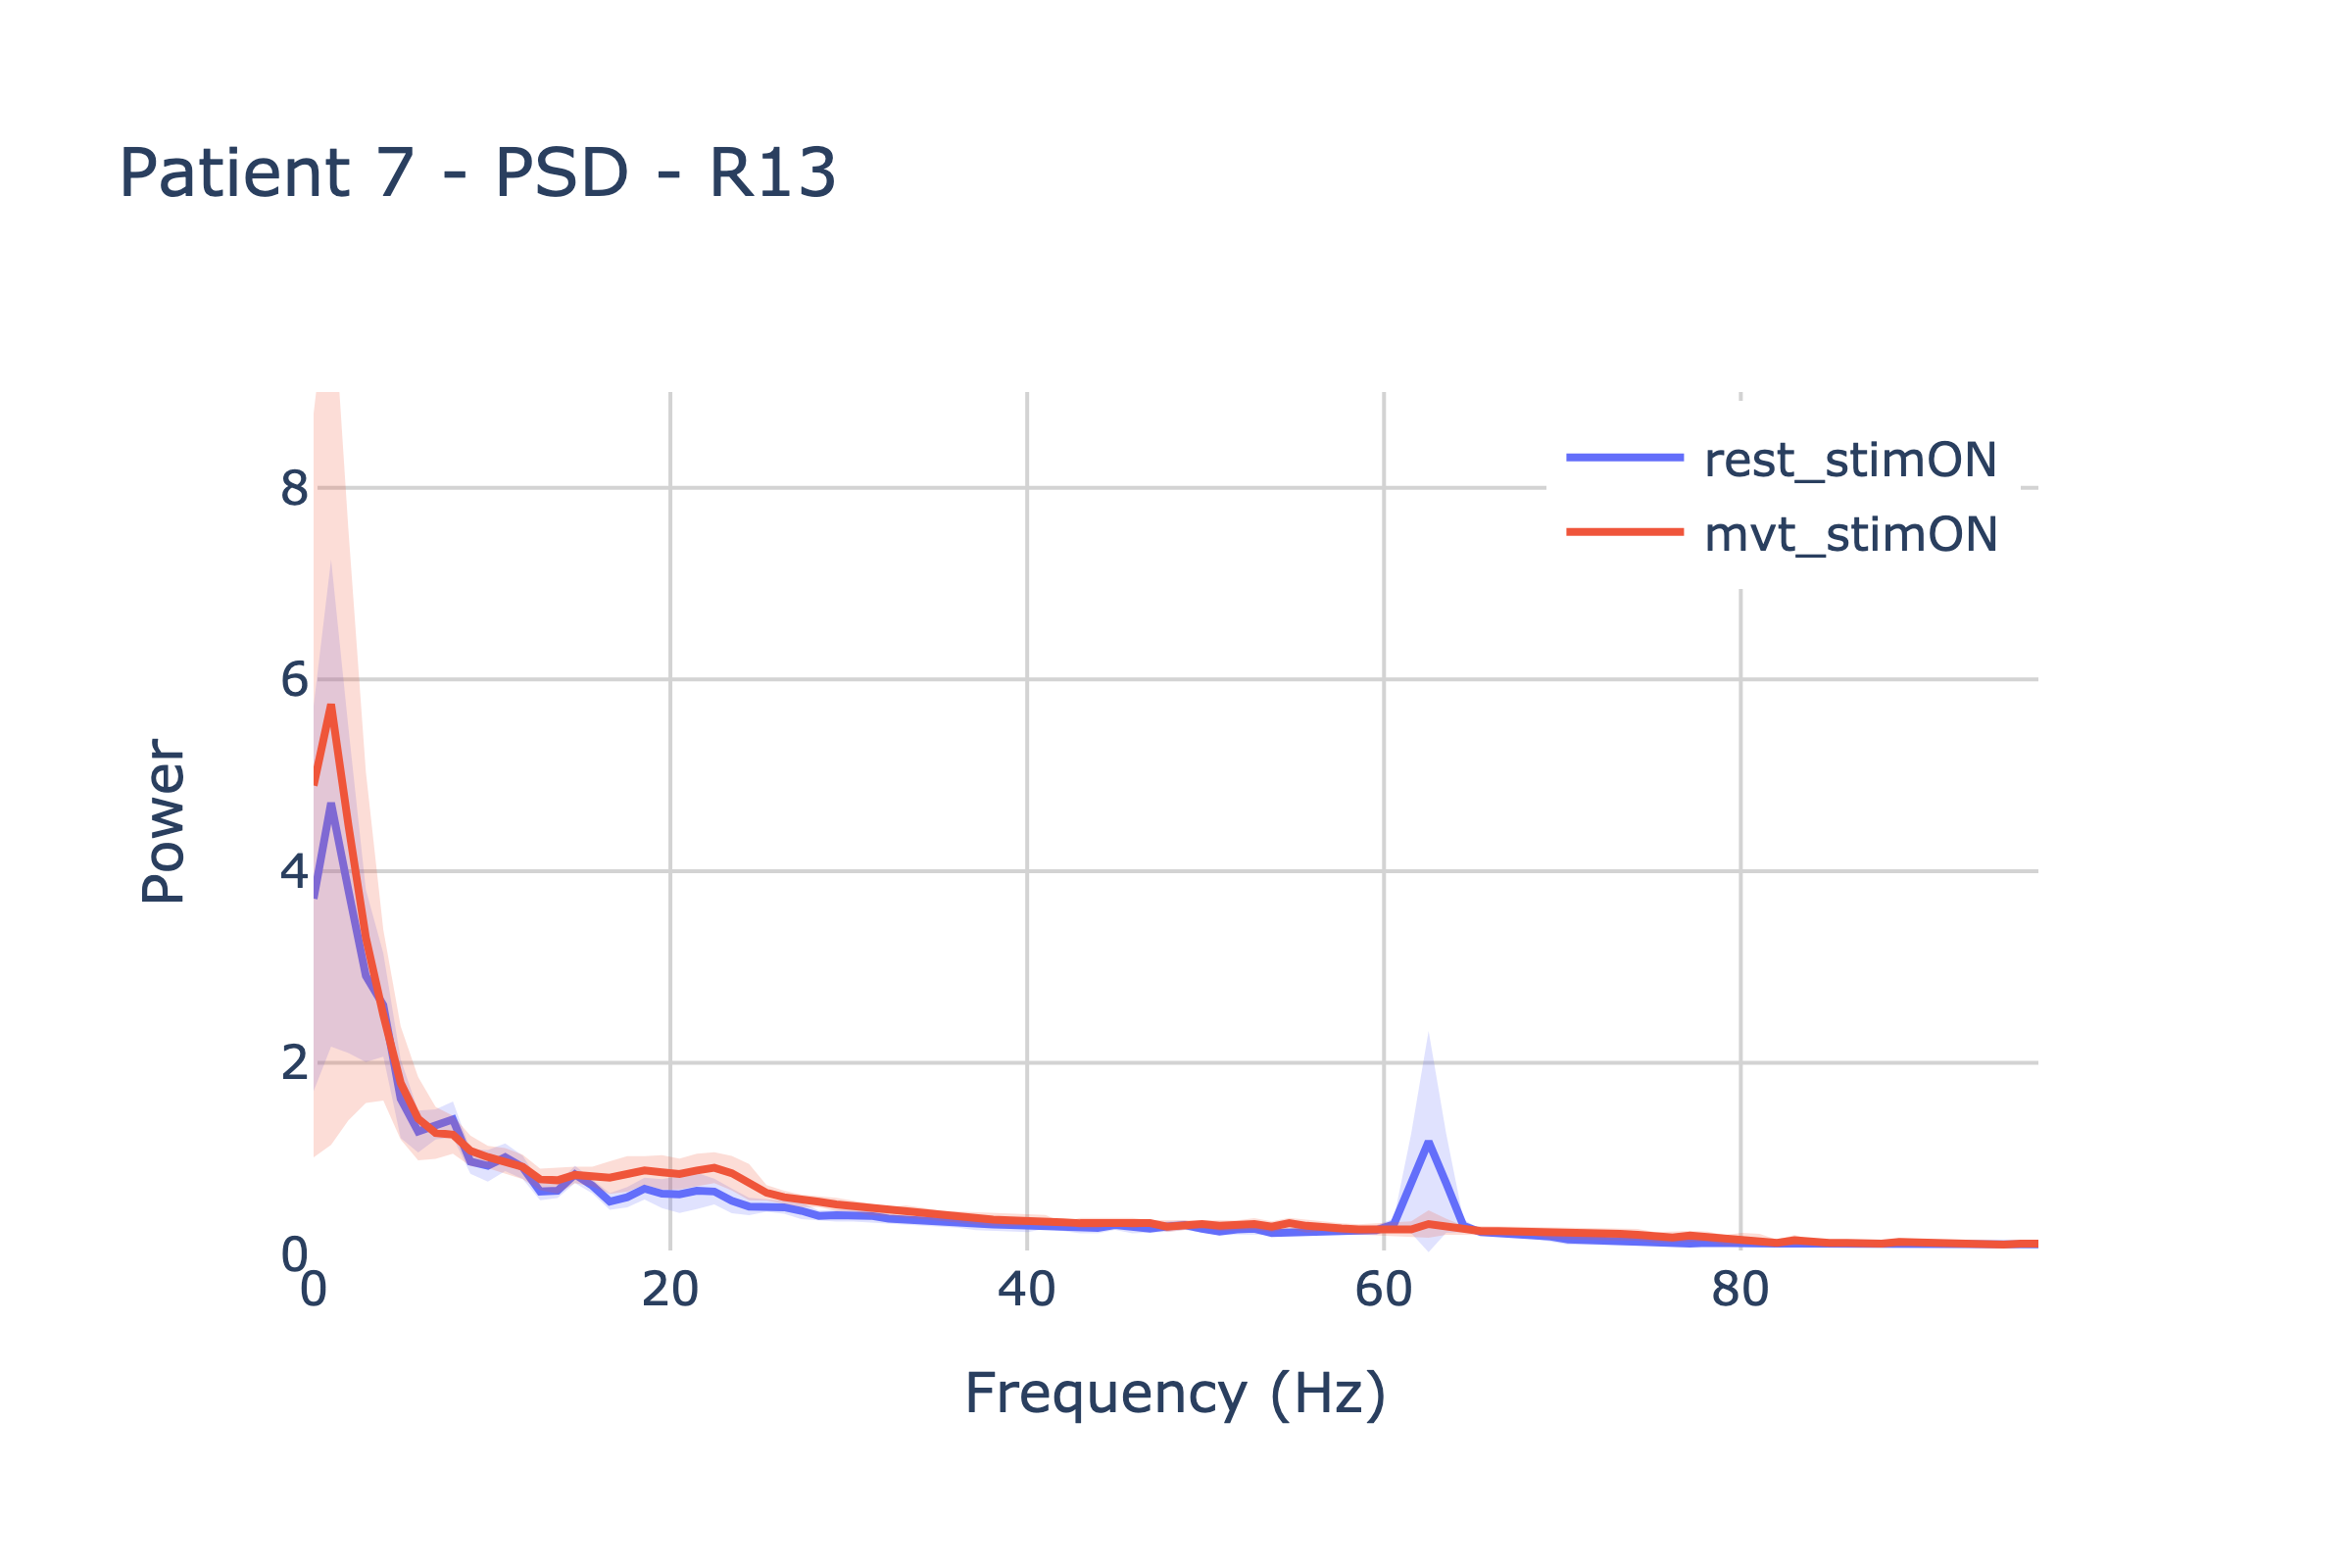 Patient 7 - PSD - R13
rest_stimON
mvt_stimON
8
6
4
2
0
Power
0 20 40 60 80
Frequency (Hz)